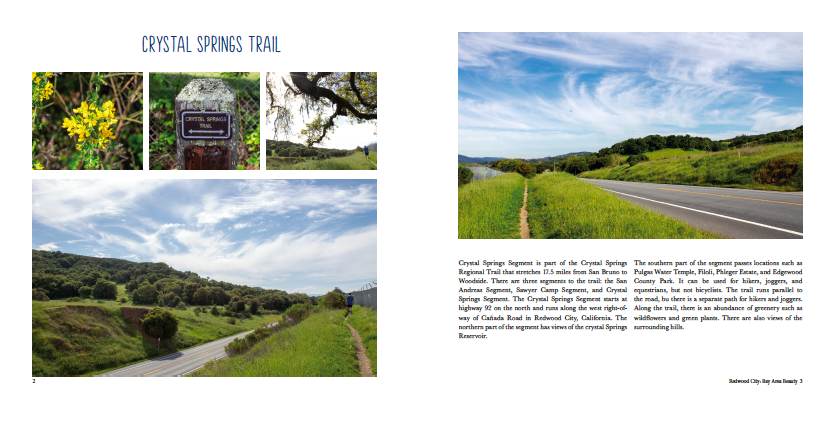 CRYSTAL SPRINGS TRAIL
CRYSTAL SPRINGS
TRAIL
Crystal Springs Segment is part of the Crystal Springs
Regional Trail that stretches 17.5 miles from San Bruno to
Woodside. There are three segments to the trail: the San
Andreas Segment, Sawyer Camp Segment, and Crystal
Springs Segment. The Crystal Springs Segment starts at
highway 92 on the north and runs along the west right-of-
way of Cañada Road in Redwood City, California. The
northern part of the segment has views of the crystal Springs
Reservoir.
The southern part of the segment passes locations such as
Pulgas Water Temple, Filoli, Phleger Estate, and Edgewood
County Park. It can be used for hikers, joggers, and
equestrians, but not bicyclists. The trail runs parallel to
the road, bu there is a separate path for hikers and joggers.
Along the trail, there is an abundance of greenery such as
wildflowers and green plants. There are also views of the
surrounding hills.
2
Redwood City: Bay Area Beauty 3